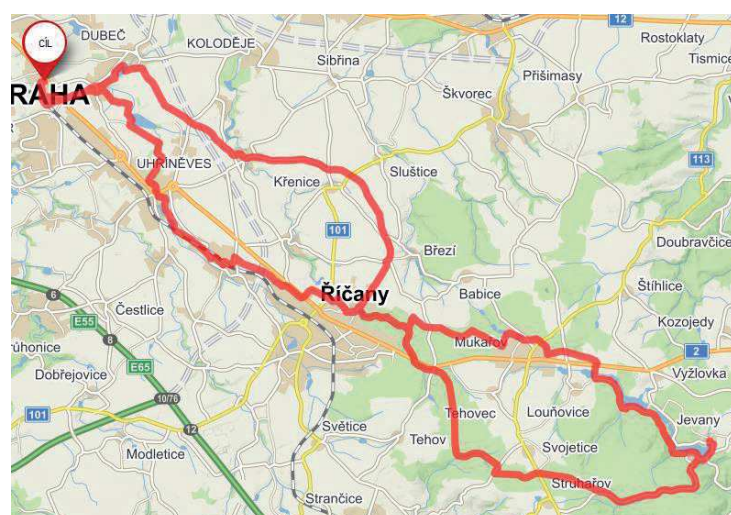 12
DUBEČ
CÍL
KOLODĚJE
Rostoklaty
Sibřina
Tismice
Přišimasy
RAHA
Škvorec
UHŘÍNĚVES
113
Křenice
Sluštice
101
Březí
Doubravčice
Říčany
Babice
Štíhlice
6
Čestlice
E55
Kozojedy
růhonice
8
Mukařov
2
E65
Vyžlovka
Dobřejovice
10/76
Tehovec
Louňovice
Jevany
101
12
Světice
Tehov
Svojetice
Modletice
Struhařov
Strančice